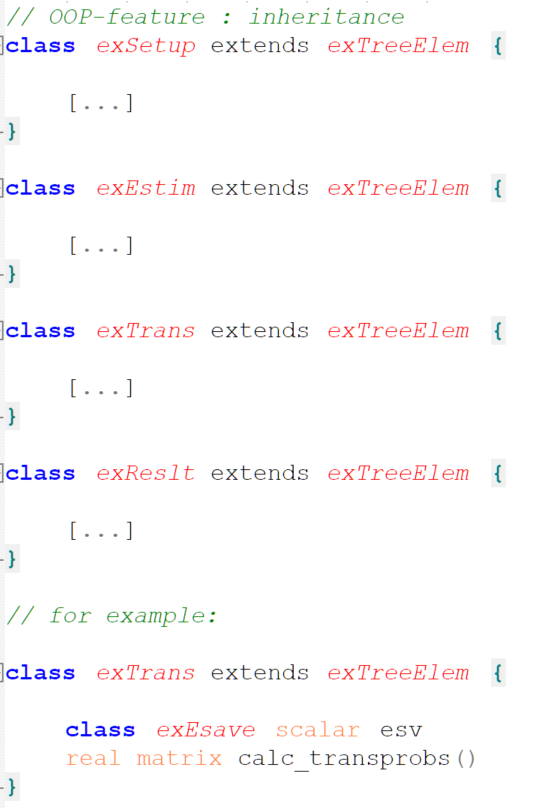 // OOP-feature : inheritance
class exSetup extends exTreeElem {
[...]
}
class exEstim extends exTreeElem {
[...]
}
class exTrans extends exTreeElem {
[...]
}
class exReslt extends exTreeElem {
[...]
}
// for example:
class exTrans extends exTreeElem {
class exEsave scalar esv
real matrix calc_transprobs()
}